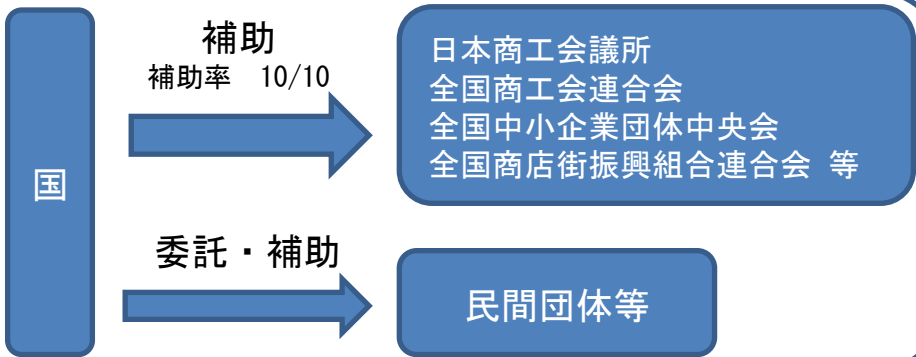 国
補助
補助率　10/10
日本商工会議所
全国商工会連合会
全国中小企業団体中央会
全国商店街振興組合連合会 等
委託・補助
民間団体等